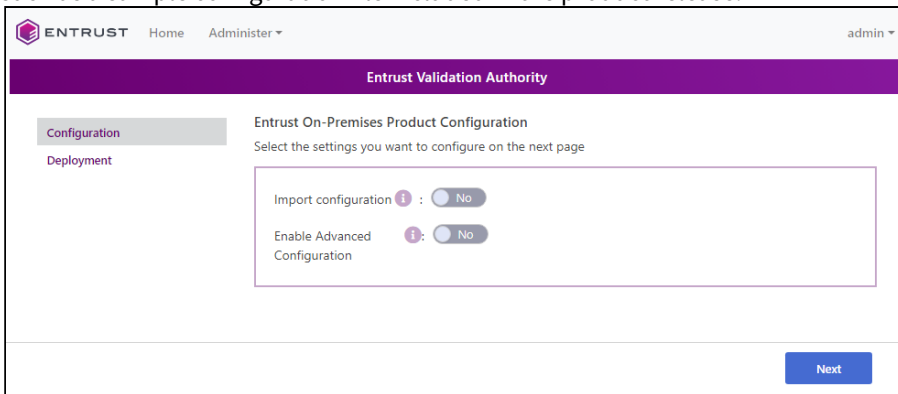 ENTRUST Home Administer admin
Entrust Validation Authority
Configuration
Deployment
Entrust On-Premises Product Configuration
Select the settings you want to configure on the next page
Import configuration i : No
Enable Advanced Configuration i : No
Next